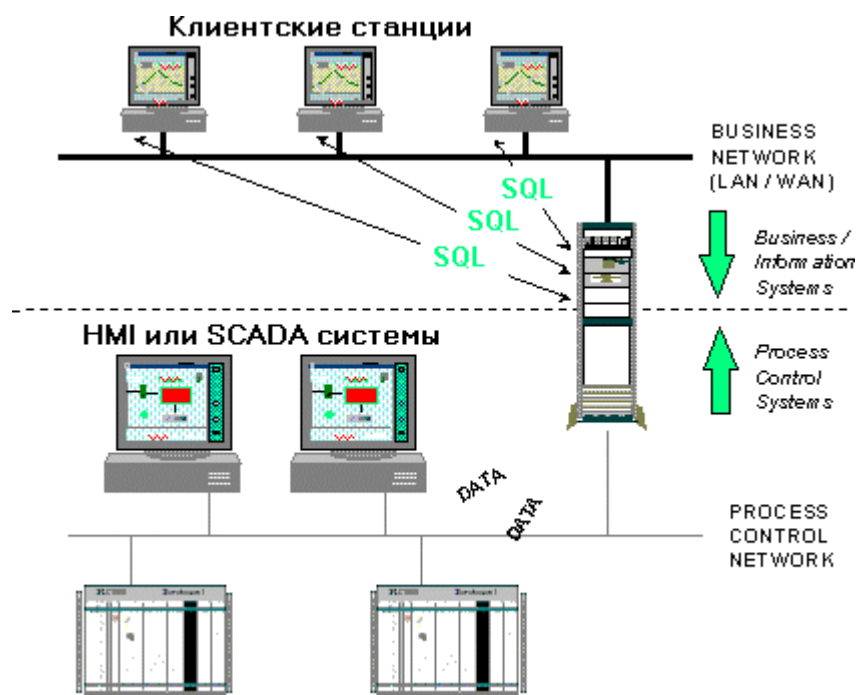 Клиентские станции
BUSINESS
NETWORK
(LAN / WAN)
SQL
SQL
SQL
Business /
Information
Systems
HMI или SCADA системы
Process
Control
Systems
DATA
DATA
PROCESS
CONTROL
NETWORK